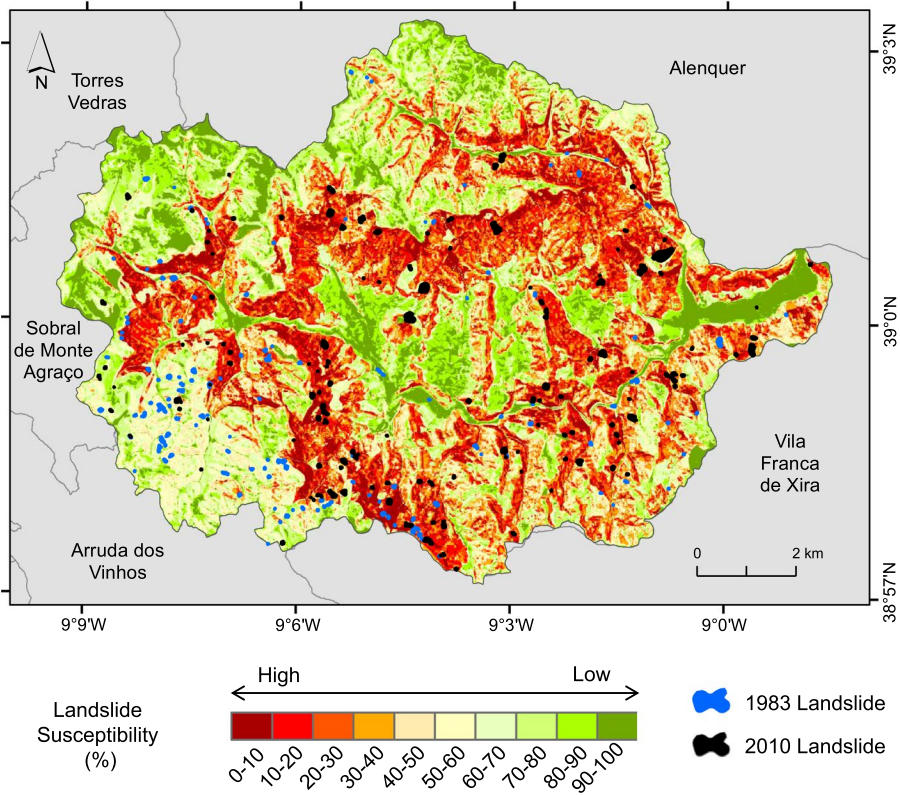 N
Torres
Vedras
Alenquer
39°3'N
Sobral
de Monte
Agraço
39°0'N
Vila
Franca
de Xira
Arruda dos
Vinhos
0 2 km
38°57'N
9°9'W 9°6'W 9°3'W 9°0'W
High Low
Landslide
Susceptibility
(%)
0-10 10-20 20-30 30-40 40-50 50-60 60-70 70-80 80-90 90-100
1983 Landslide
2010 Landslide